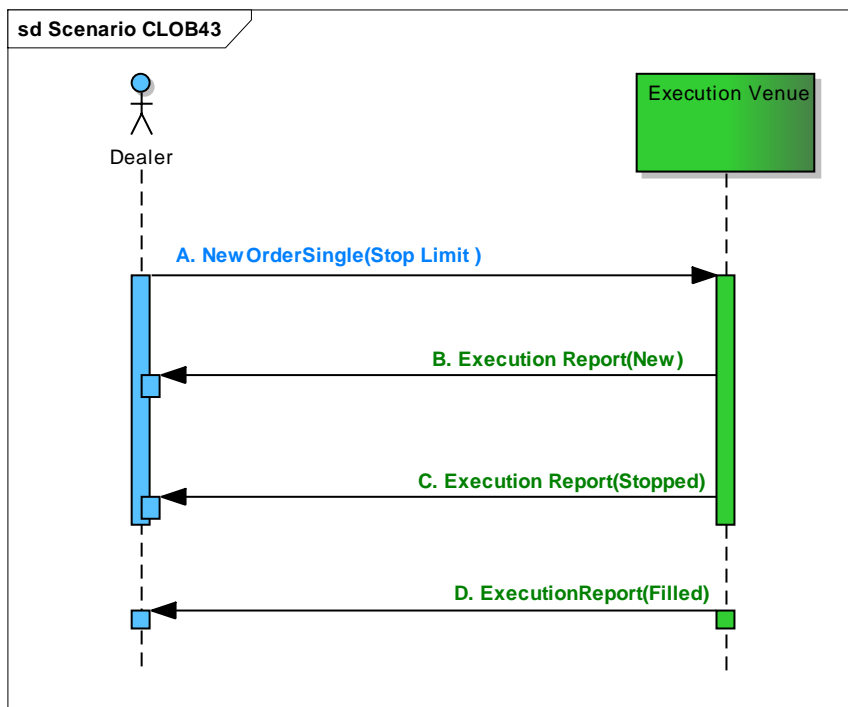 sd Scenario CLOB43
Execution Venue
Dealer
A. NewOrderSingle(Stop Limit )
B. Execution Report(New)
C. Execution Report(Stopped)
D. ExecutionReport(Filled)